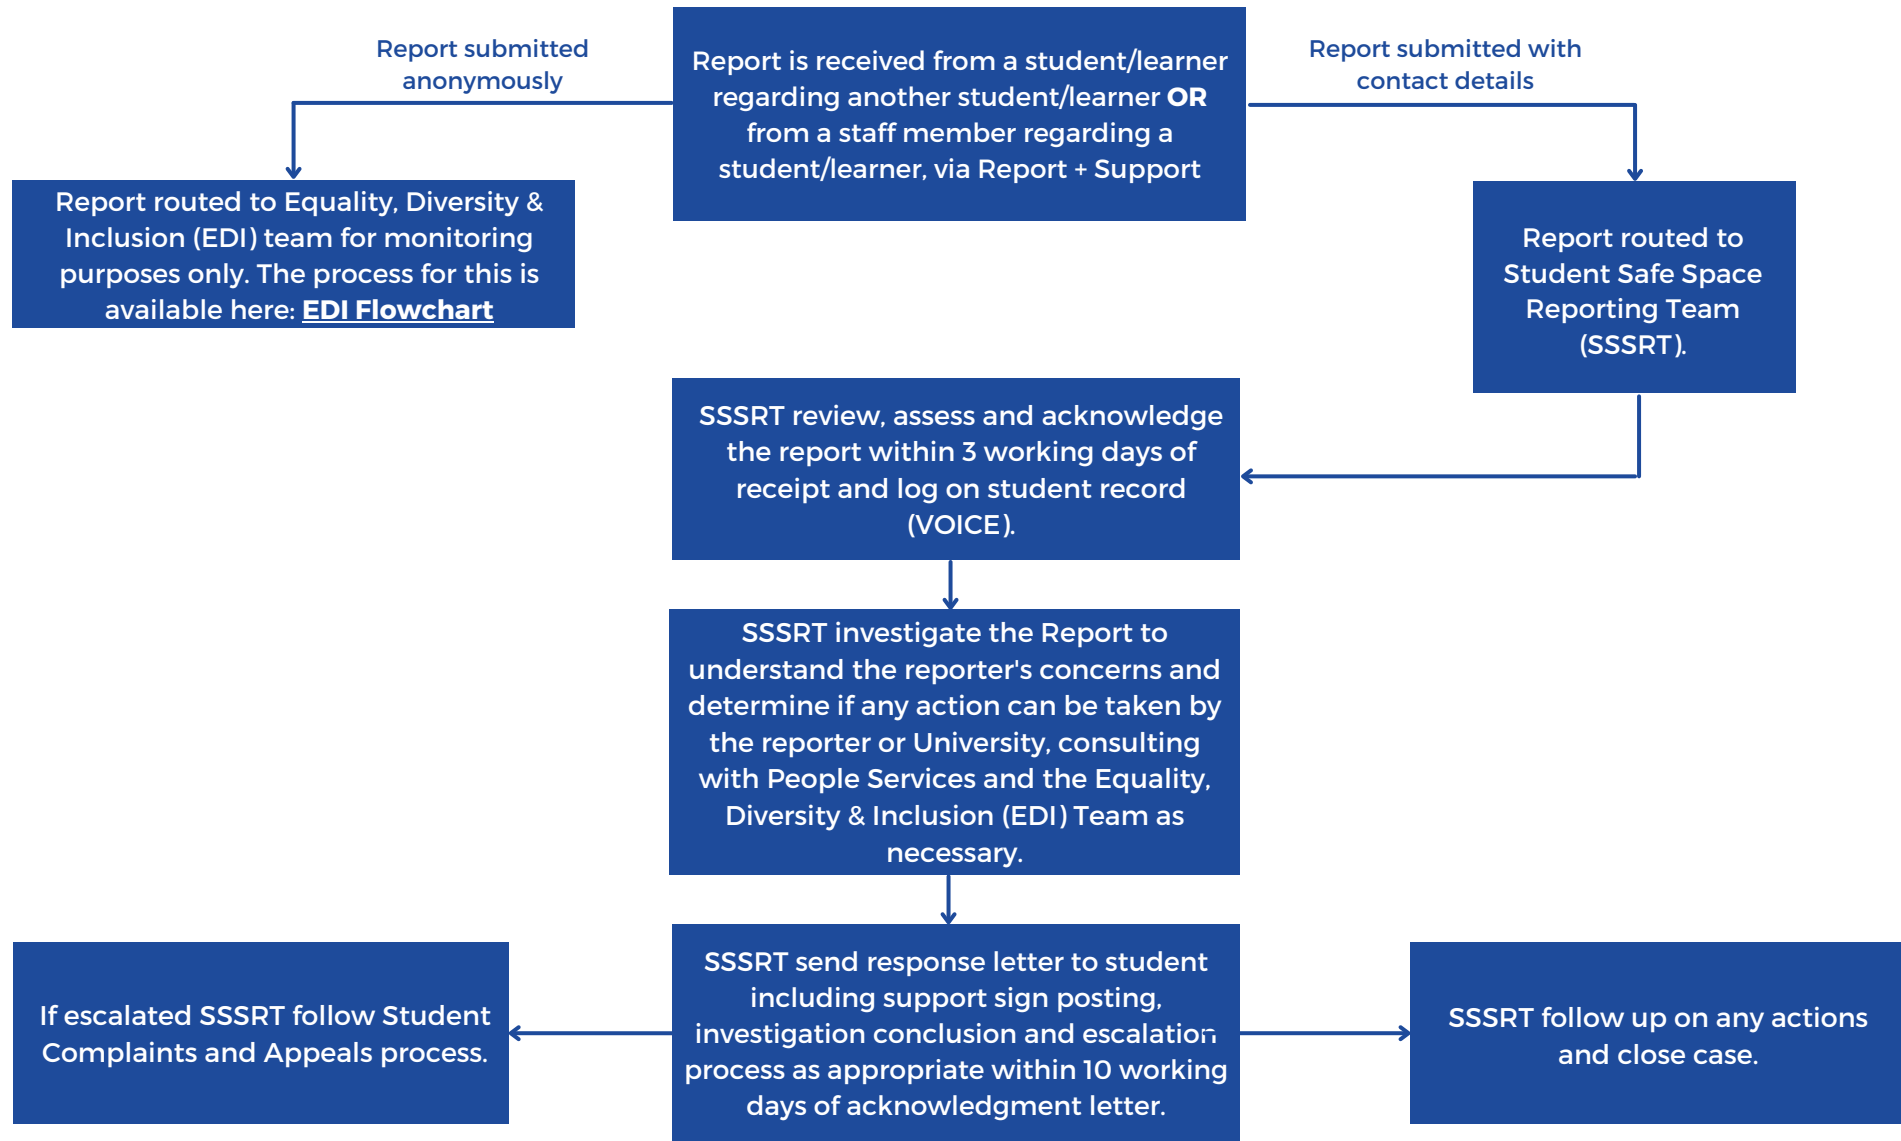 Report submitted
anonymously
Report is received from a student/learner
regarding another student/learner OR
from a staff member regarding a
student/learner, via Report + Support
Report submitted with
contact details
Report routed to Equality, Diversity &
Inclusion (EDI) team for monitoring
purposes only. The process for this is
available here: EDI Flowchart
Report routed to
Student Safe Space
Reporting Team
(SSSRT).
SSSRT review, assess and acknowledge
the report within 3 working days of
receipt and log on student record
(VOICE).
SSSRT investigate the Report to
understand the reporter's concerns and
determine if any action can be taken by
the reporter or University, consulting
with People Services and the Equality,
Diversity & Inclusion (EDI) Team as
necessary.
If escalated SSSRT follow Student
Complaints and Appeals process.
SSSRT send response letter to student
including support sign posting,
investigation conclusion and escalation
process as appropriate within 10 working
days of acknowledgment letter.
SSSRT follow up on any actions
and close case.